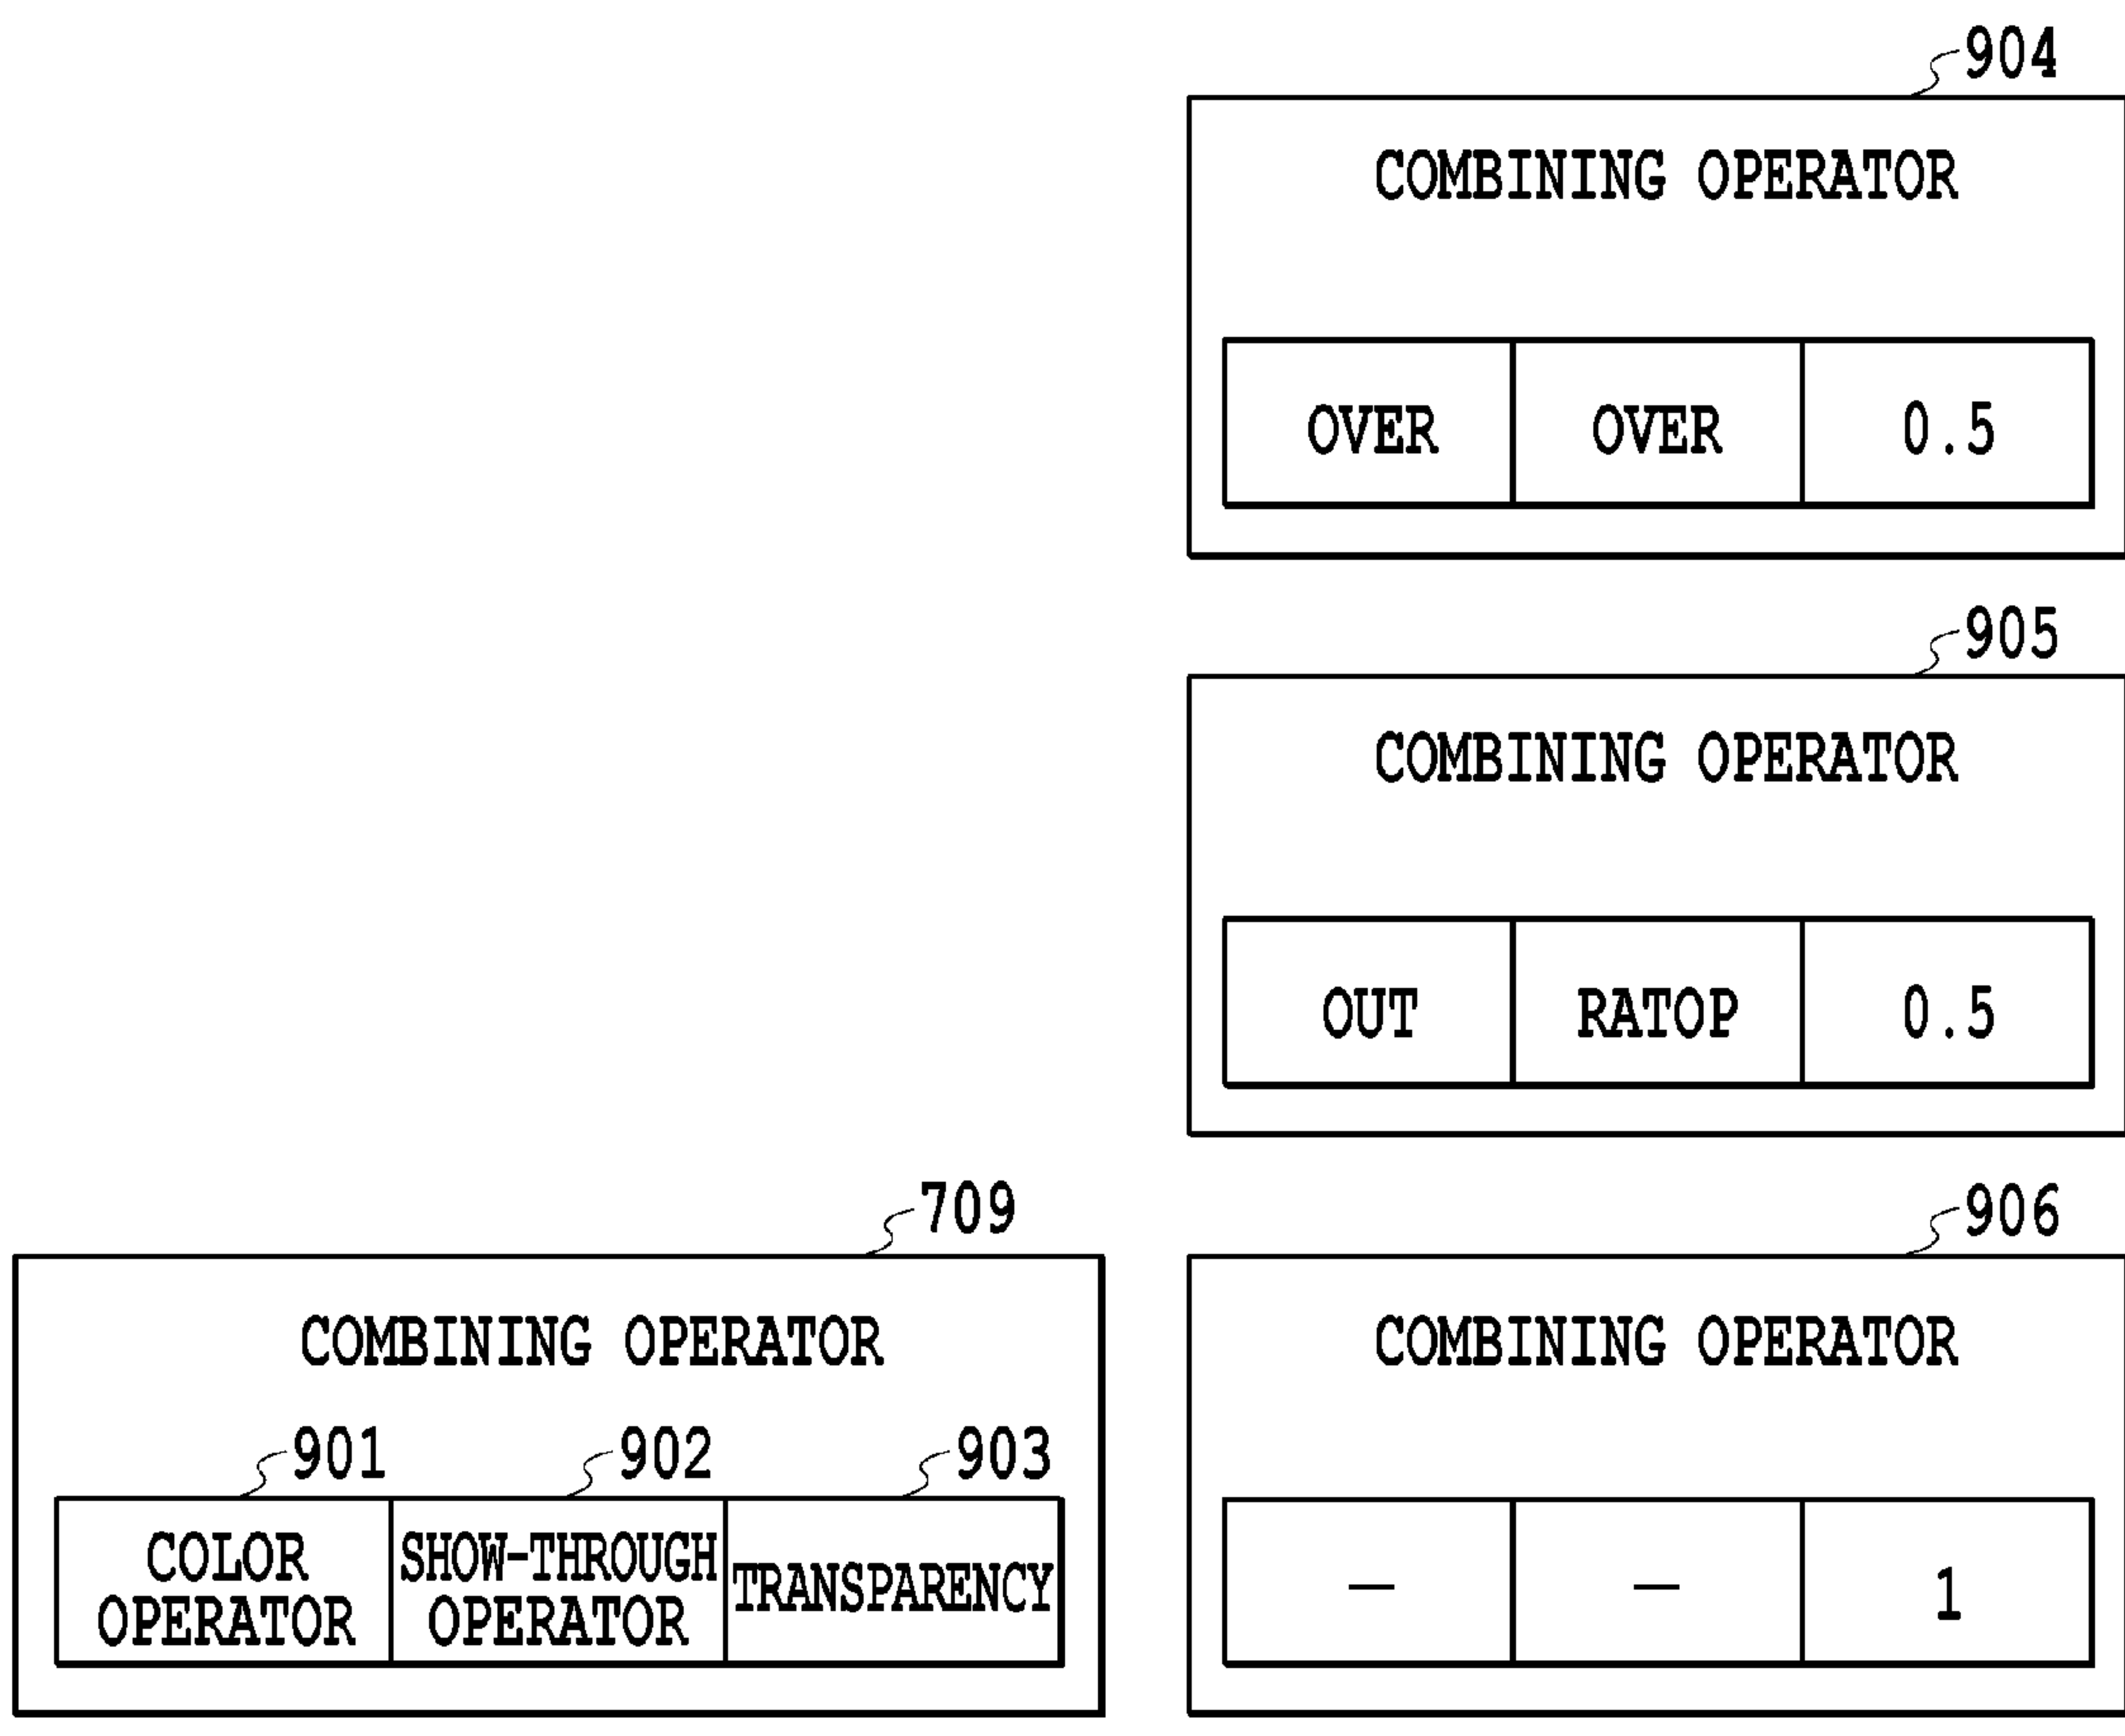 904
COMBINING OPERATOR
OVER OVER 0.5
905
COMBINING OPERATOR
OUT RATOP 0.5
709
COMBINING OPERATOR
901 902 903
COLOR OPERATOR
SHOW-THROUGH OPERATOR
TRANSPARENCY
906
COMBINING OPERATOR
— — 1